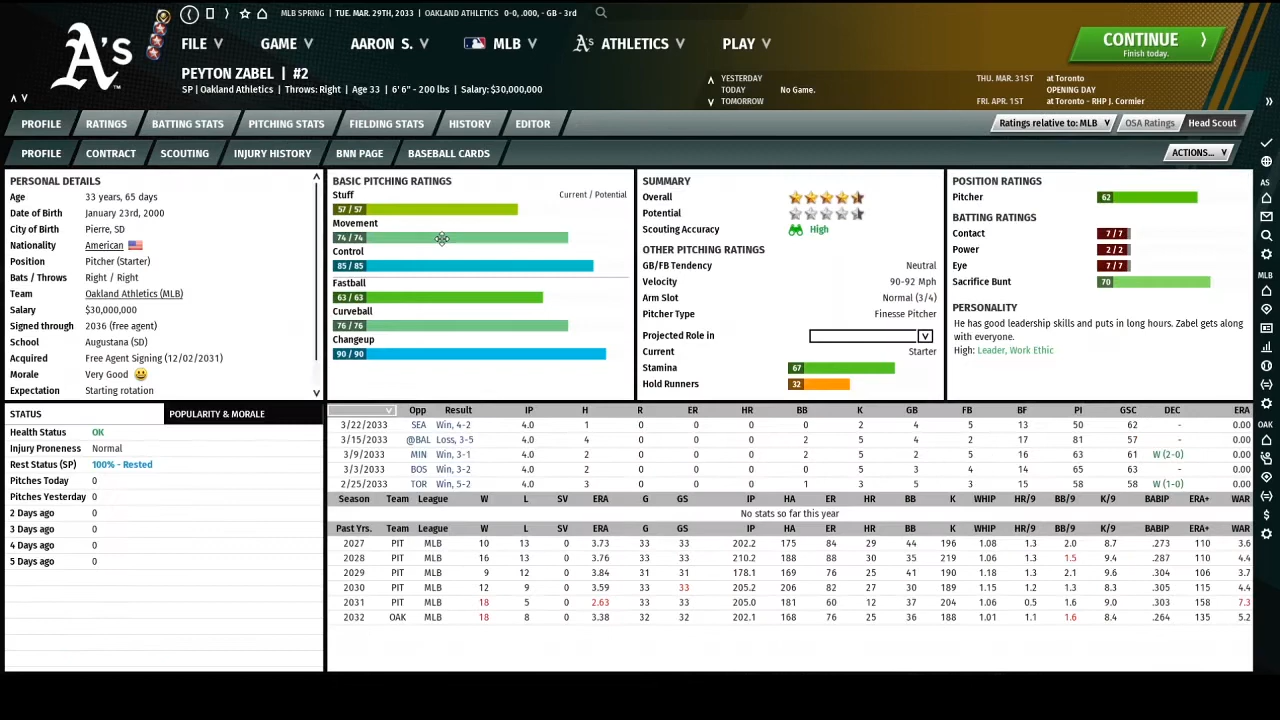 MLB SPRING | TUE. MAR. 29TH, 2033 | OAKLAND ATHLETICS 0-0, .000, - GB - 3rd
A's FILE GAME AARON S. MLB A's ATHLETICS PLAY CONTINUE
Finish today.
PEYTON ZABEL | #2
SP | Oakland Athletics | Throws: Right | Age 33 | 6' 6" - 200 lbs | Salary: $30,000,000
YESTERDAY THU. MAR. 31ST at Toronto
TODAY No Game. OPENING DAY
TOMORROW FRI. APR. 1ST at Toronto - RHP J. Cormier
PROFILE RATINGS BATTING STATS PITCHING STATS FIELDING STATS HISTORY EDITOR Ratings relative to: MLB OSA Ratings Head Scout
PROFILE CONTRACT SCOUTING INJURY HISTORY BNN PAGE BASEBALL CARDS ACTIONS...
PERSONAL DETAILS
Age 33 years, 65 days
Date of Birth January 23rd, 2000
City of Birth Pierre, SD
Nationality American
Position Pitcher (Starter)
Bats / Throws Right / Right
Team Oakland Athletics (MLB)
Salary $30,000,000
Signed through 2036 (free agent)
School Augustana (SD)
Acquired Free Agent Signing (12/02/2031)
Morale Very Good
Expectation Starting rotation
BASIC PITCHING RATINGS
Stuff Current / Potential
57 / 57
Movement
74 / 74
Control
85 / 85
Fastball
63 / 63
Curveball
76 / 76
Changeup
90 / 90
SUMMARY
Overall
Potential
Scouting Accuracy High
OTHER PITCHING RATINGS
GB/FB Tendency Neutral
Velocity 90-92 Mph
Arm Slot Normal (3/4)
Pitcher Type Finesse Pitcher
Projected Role in
Current Starter
Stamina 67
Hold Runners 32
POSITION RATINGS
Pitcher 62
BATTING RATINGS
Contact 7 / 7
Power 2 / 2
Eye 7 / 7
Sacrifice Bunt 70
PERSONALITY
He has good leadership skills and puts in long hours. Zabel gets along
with everyone.
High: Leader, Work Ethic
AS
MLB
OAK
STATUS POPULARITY & MORALE
Health Status OK
Injury Proneness Normal
Rest Status (SP) 100% - Rested
Pitches Today 0
Pitches Yesterday 0
2 Days ago 0
3 Days ago 0
4 Days ago 0
5 Days ago 0
Opp Result IP H R ER HR BB K GB FB BF PI GSC DEC ERA
3/22/2033 SEA Win, 4-2 4.0 1 0 0 0 0 2 4 5 13 50 62 - 0.00
3/15/2033 @BAL Loss, 3-5 4.0 4 0 0 0 2 5 4 2 17 81 57 - 0.00
3/9/2033 MIN Win, 3-1 4.0 2 0 0 0 2 5 2 5 16 63 61 W (2-0) 0.00
3/3/2033 BOS Win, 3-2 4.0 2 0 0 0 0 5 3 4 14 65 63 - 0.00
2/25/2033 TOR Win, 5-2 4.0 3 0 0 0 1 3 5 3 15 58 58 W (1-0) 0.00
Season Team League W L SV ERA G GS IP HA ER HR BB K WHIP HR/9 BB/9 K/9 BABIP ERA+ WAR
No stats so far this year
Past Yrs. Team League W L SV ERA G GS IP HA ER HR BB K WHIP HR/9 BB/9 K/9 BABIP ERA+ WAR
2027 PIT MLB 10 13 0 3.73 33 33 202.2 175 84 29 44 196 1.08 1.3 2.0 8.7 .273 110 3.6
2028 PIT MLB 16 13 0 3.76 33 33 210.2 188 88 30 35 219 1.06 1.3 1.5 9.4 .287 110 4.4
2029 PIT MLB 9 12 0 3.84 31 31 178.1 169 76 25 41 190 1.18 1.3 2.1 9.6 .304 106 3.7
2030 PIT MLB 12 9 0 3.59 33 33 205.2 206 82 27 30 189 1.15 1.2 1.3 8.3 .305 115 4.4
2031 PIT MLB 18 5 0 2.63 33 33 205.0 181 60 12 37 204 1.06 0.5 1.6 9.0 .303 158 7.3
2032 OAK MLB 18 8 0 3.38 32 32 202.1 168 76 25 36 188 1.01 1.1 1.6 8.4 .264 135 5.2